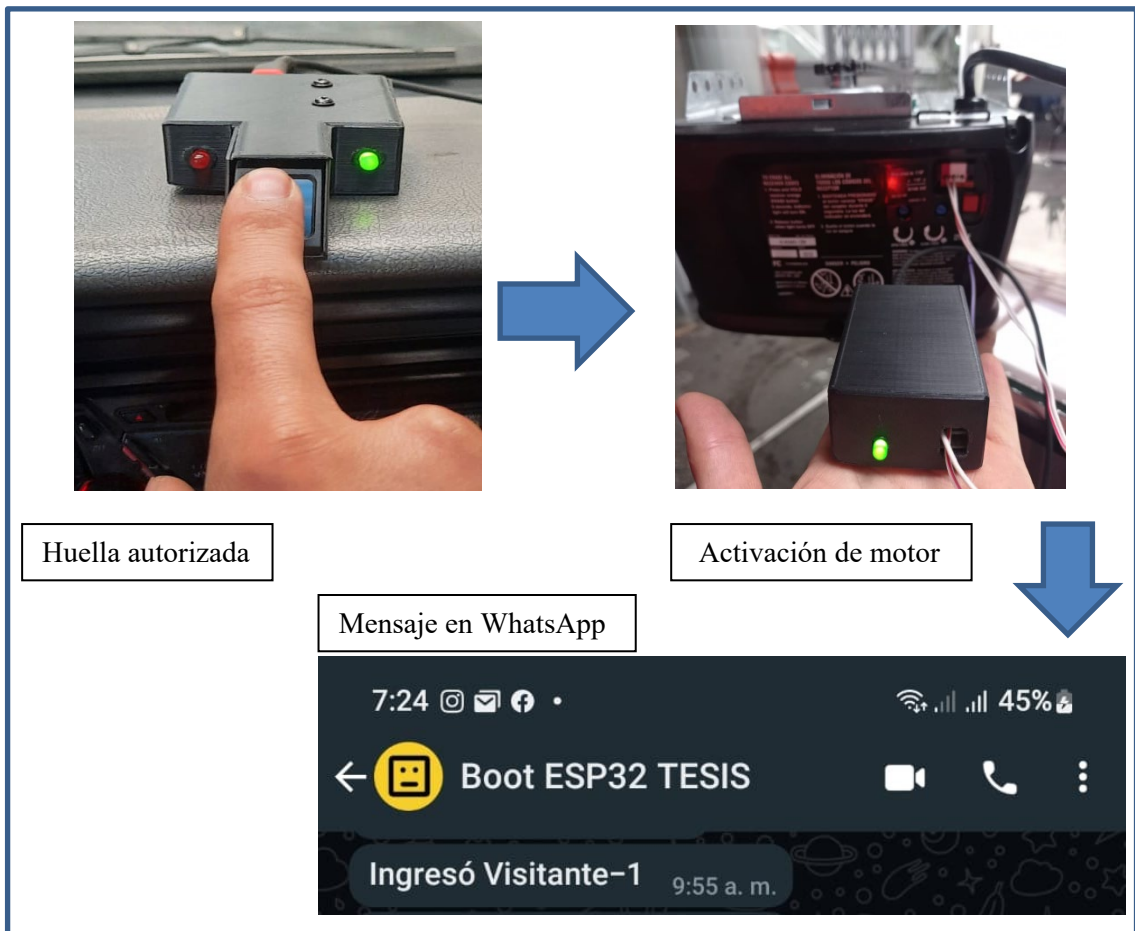 Huella autorizada
Activación de motor
Mensaje en WhatsApp
7:24 45%
Boot ESP32 TESIS
Ingresó Visitante-1 9:55 a. m.